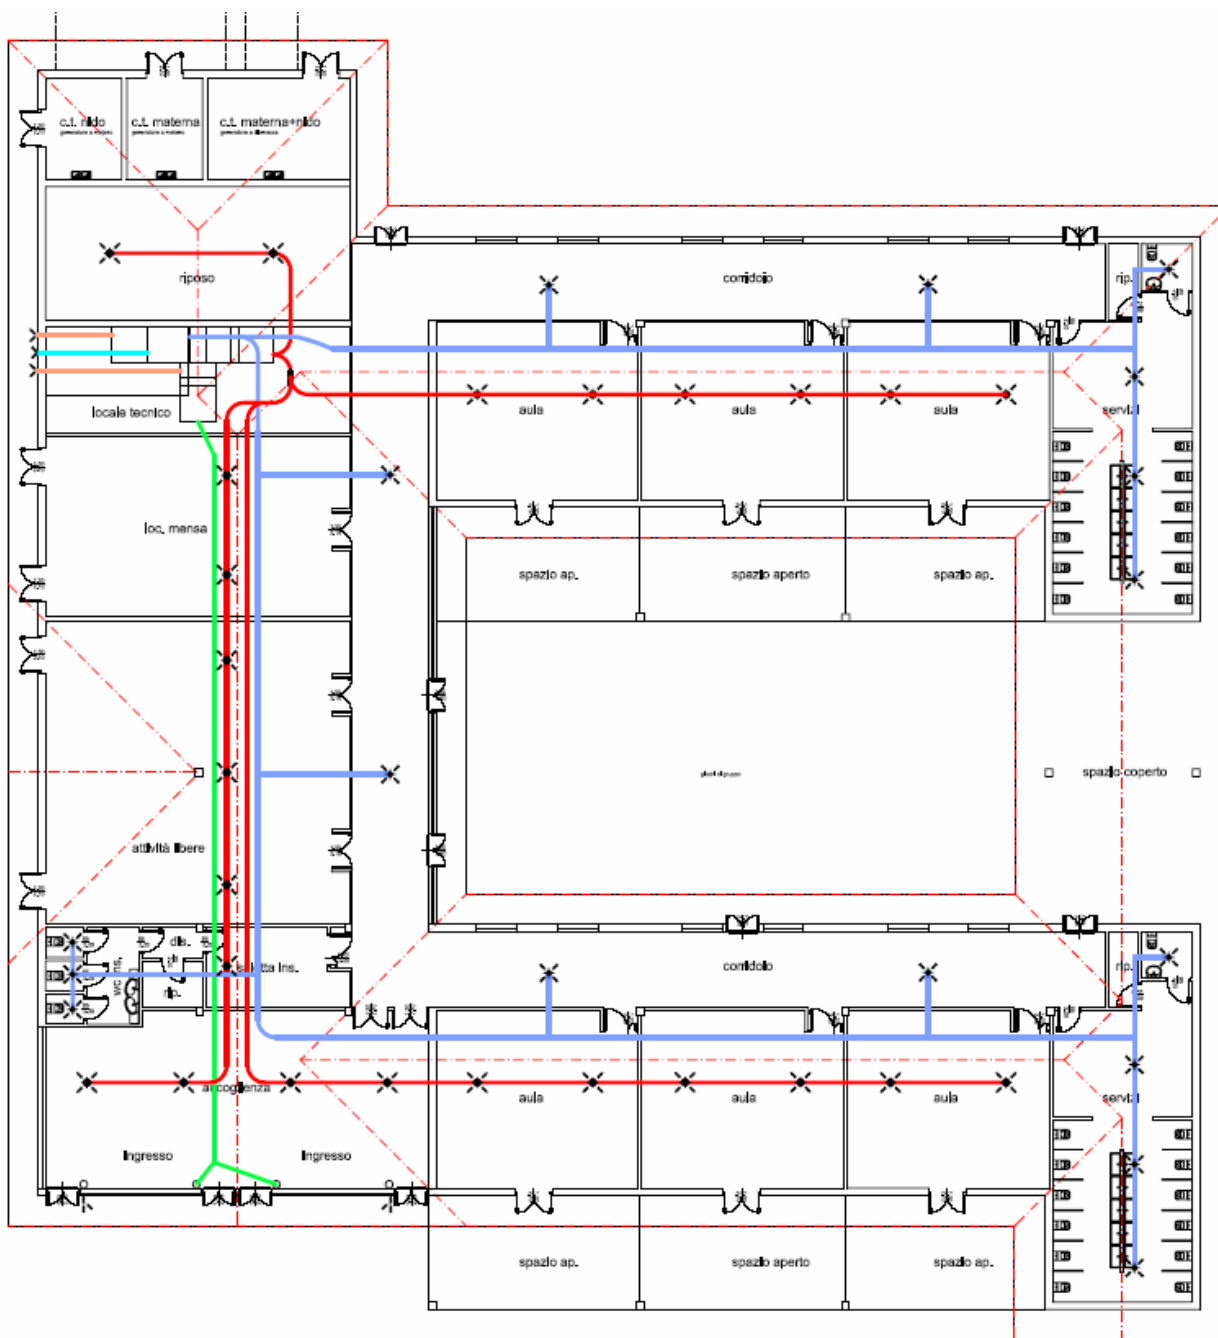 c.t. nido
c.t. materna
c.t. materna+nido
riposo
corridoio
rip.
locale tecnico
aula
aula
aula
servizi
loc. mensa
spazio ap.
spazio aperto
spazio ap.
spazio coperto
attività libere
dis.
wc ins.
rip.
saletta ins.
corridoio
rip.
accoglienza
aula
aula
aula
servizi
Ingresso
Ingresso
spazio ap.
spazio aperto
spazio ap.